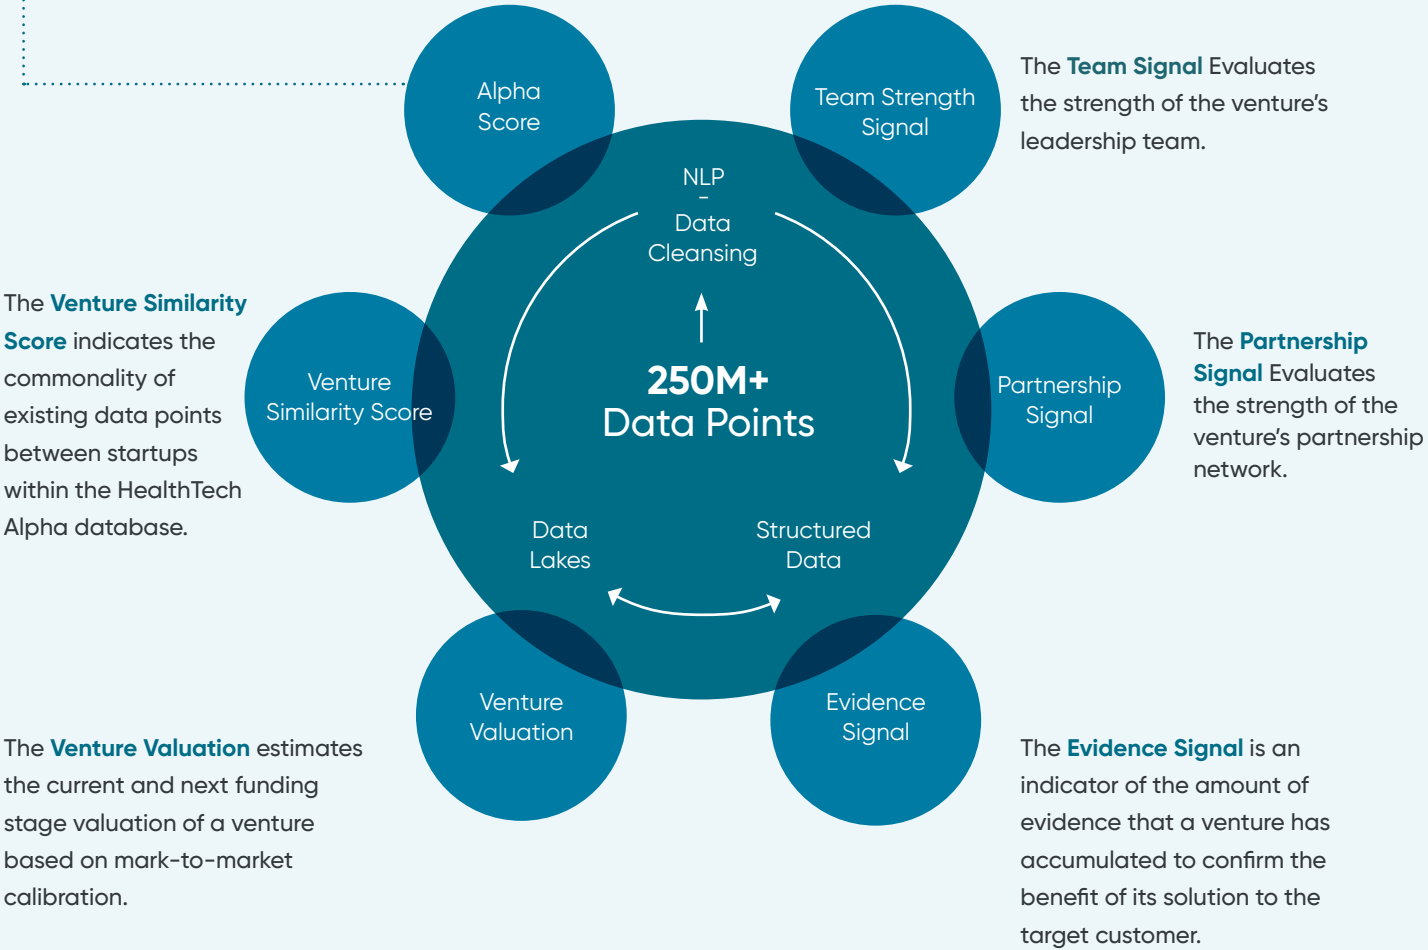 Alpha
Score
Team Strength
Signal
The Team Signal Evaluates
the strength of the venture’s
leadership team.
NLP
–
Data
Cleansing
250M+
Data Points
Data
Lakes
Structured
Data
The Venture Similarity
Score indicates the
commonality of
existing data points
between startups
within the HealthTech
Alpha database.
Venture
Similarity Score
Partnership
Signal
The Partnership
Signal Evaluates
the strength of the
venture’s partnership
network.
Venture
Valuation
The Venture Valuation estimates
the current and next funding
stage valuation of a venture
based on mark-to-market
calibration.
Evidence
Signal
The Evidence Signal is an
indicator of the amount of
evidence that a venture has
accumulated to confirm the
benefit of its solution to the
target customer.